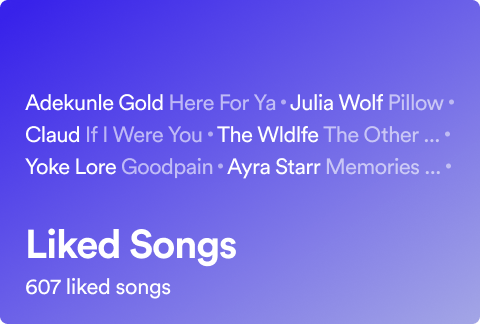 Adekunle Gold Here For Ya • Julia Wolf Pillow •
Claud If I Were You • The Wldlfe The Other ... •
Yoke Lore Goodpain • Ayra Starr Memories ... •
Liked Songs
607 liked songs